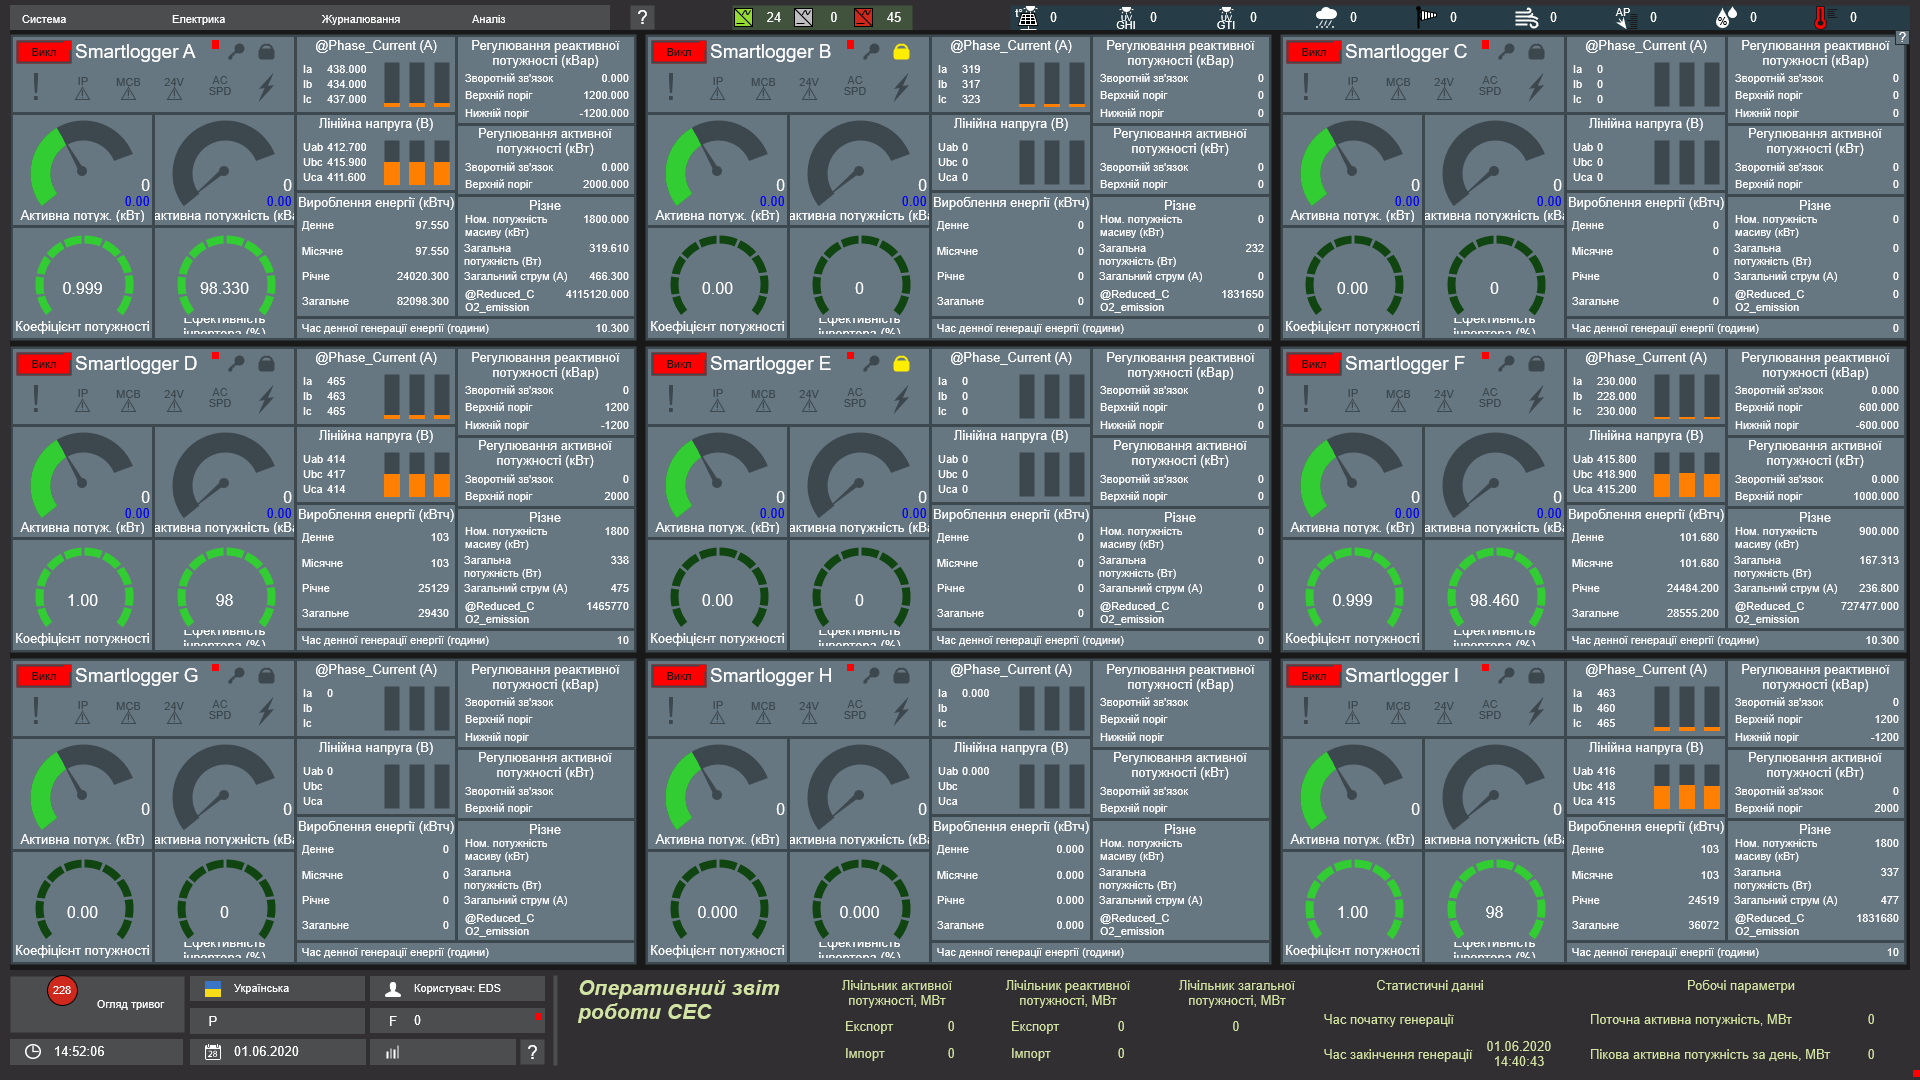 Система Електрика Журналювання Аналіз ? 24 0 45 0 GHI 0 GTI 0 0 0 0 AP 0 0 0
?
Викл Smartlogger A
IP MCB 24V AC SPD
@Phase_Current (A)
Ia 438.000
Ib 434.000
Ic 437.000
Лінійна напруга (В)
Uab 412.700
Ubc 415.900
Uca 411.600
Регулювання реактивної потужності (кВар)
Зворотній зв'язок 0.000
Верхній поріг 1200.000
Нижній поріг -1200.000
Регулювання активної потужності (кВт)
Зворотній зв'язок 0.000
Верхній поріг 2000.000
0
0.00
Активна потуж. (кВт)
0
0.00
активна потужність (кВа
0.999
Коефіцієнт потужності
98.330
Ефективність інвертора (%)
Вироблення енергії (кВтч)
Денне 97.550
Місячне 97.550
Річне 24020.300
Загальне 82098.300
Різне
Ном. потужність масиву (кВт) 1800.000
Загальна потужність (Вт) 319.610
Загальний струм (А) 466.300
@Reduced_CO2_emission 4115120.000
Час денної генерації енергії (години) 10.300
Викл Smartlogger B
IP MCB 24V AC SPD
@Phase_Current (A)
Ia 319
Ib 317
Ic 323
Лінійна напруга (В)
Uab 0
Ubc 0
Uca 0
Регулювання реактивної потужності (кВар)
Зворотній зв'язок 0
Верхній поріг 0
Нижній поріг 0
Регулювання активної потужності (кВт)
Зворотній зв'язок 0
Верхній поріг 0
0
0.00
Активна потуж. (кВт)
0
0.00
активна потужність (кВа
0.00
Коефіцієнт потужності
0
Ефективність інвертора (%)
Вироблення енергії (кВтч)
Денне 0
Місячне 0
Річне 0
Загальне 0
Різне
Ном. потужність масиву (кВт) 0
Загальна потужність (Вт) 232
Загальний струм (А) 0
@Reduced_CO2_emission 1831650
Час денної генерації енергії (години) 0
Викл Smartlogger C
IP MCB 24V AC SPD
@Phase_Current (A)
Ia 0
Ib 0
Ic 0
Лінійна напруга (В)
Uab 0
Ubc 0
Uca 0
Регулювання реактивної потужності (кВар)
Зворотній зв'язок 0
Верхній поріг 0
Нижній поріг 0
Регулювання активної потужності (кВт)
Зворотній зв'язок 0
Верхній поріг 0
0
0.00
Активна потуж. (кВт)
0
0.00
активна потужність (кВа
0.00
Коефіцієнт потужності
0
Ефективність інвертора (%)
Вироблення енергії (кВтч)
Денне 0
Місячне 0
Річне 0
Загальне 0
Різне
Ном. потужність масиву (кВт) 0
Загальна потужність (Вт) 0
Загальний струм (А) 0
@Reduced_CO2_emission 0
Час денної генерації енергії (години) 0
Викл Smartlogger D
IP MCB 24V AC SPD
@Phase_Current (A)
Ia 465
Ib 463
Ic 465
Лінійна напруга (В)
Uab 414
Ubc 417
Uca 414
Регулювання реактивної потужності (кВар)
Зворотній зв'язок 0
Верхній поріг 1200
Нижній поріг -1200
Регулювання активної потужності (кВт)
Зворотній зв'язок 0
Верхній поріг 2000
0
0.00
Активна потуж. (кВт)
0
0.00
активна потужність (кВа
1.00
Коефіцієнт потужності
98
Ефективність інвертора (%)
Вироблення енергії (кВтч)
Денне 103
Місячне 103
Річне 25129
Загальне 29430
Різне
Ном. потужність масиву (кВт) 1800
Загальна потужність (Вт) 338
Загальний струм (А) 475
@Reduced_CO2_emission 1465770
Час денної генерації енергії (години) 10
Викл Smartlogger E
IP MCB 24V AC SPD
@Phase_Current (A)
Ia 0
Ib 0
Ic 0
Лінійна напруга (В)
Uab 0
Ubc 0
Uca 0
Регулювання реактивної потужності (кВар)
Зворотній зв'язок 0
Верхній поріг 0
Нижній поріг 0
Регулювання активної потужності (кВт)
Зворотній зв'язок 0
Верхній поріг 0
0
0.00
Активна потуж. (кВт)
0
0.00
активна потужність (кВа
0.00
Коефіцієнт потужності
0
Ефективність інвертора (%)
Вироблення енергії (кВтч)
Денне 0
Місячне 0
Річне 0
Загальне 0
Різне
Ном. потужність масиву (кВт) 0
Загальна потужність (Вт) 0
Загальний струм (А) 0
@Reduced_CO2_emission 0
Час денної генерації енергії (години) 0
Викл Smartlogger F
IP MCB 24V AC SPD
@Phase_Current (A)
Ia 230.000
Ib 228.000
Ic 230.000
Лінійна напруга (В)
Uab 415.800
Ubc 418.900
Uca 415.200
Регулювання реактивної потужності (кВар)
Зворотній зв'язок 0.000
Верхній поріг 600.000
Нижній поріг -600.000
Регулювання активної потужності (кВт)
Зворотній зв'язок 0.000
Верхній поріг 1000.000
0
0.00
Активна потуж. (кВт)
0
0.00
активна потужність (кВа
0.999
Коефіцієнт потужності
98.460
Ефективність інвертора (%)
Вироблення енергії (кВтч)
Денне 101.680
Місячне 101.680
Річне 24484.200
Загальне 28555.200
Різне
Ном. потужність масиву (кВт) 900.000
Загальна потужність (Вт) 167.313
Загальний струм (А) 236.800
@Reduced_CO2_emission 727477.000
Час денної генерації енергії (години) 10.300
Викл Smartlogger G
IP MCB 24V AC SPD
@Phase_Current (A)
Ia 0
Ib
Ic
Лінійна напруга (В)
Uab 0
Ubc
Uca
Регулювання реактивної потужності (кВар)
Зворотній зв'язок
Верхній поріг
Нижній поріг
Регулювання активної потужності (кВт)
Зворотній зв'язок
Верхній поріг
0
Активна потуж. (кВт)
0
активна потужність (кВа
0.00
Коефіцієнт потужності
0
Ефективність інвертора (%)
Вироблення енергії (кВтч)
Денне 0
Місячне 0
Річне 0
Загальне 0
Різне
Ном. потужність масиву (кВт)
Загальна потужність (Вт)
Загальний струм (А)
@Reduced_CO2_emission
Час денної генерації енергії (години)
Викл Smartlogger H
IP MCB 24V AC SPD
@Phase_Current (A)
Ia 0.000
Ib
Ic
Лінійна напруга (В)
Uab 0.000
Ubc
Uca
Регулювання реактивної потужності (кВар)
Зворотній зв'язок
Верхній поріг
Нижній поріг
Регулювання активної потужності (кВт)
Зворотній зв'язок
Верхній поріг
0
Активна потуж. (кВт)
0
активна потужність (кВа
0.000
Коефіцієнт потужності
0.000
Ефективність інвертора (%)
Вироблення енергії (кВтч)
Денне 0.000
Місячне 0.000
Річне 0.000
Загальне 0.000
Різне
Ном. потужність масиву (кВт)
Загальна потужність (Вт)
Загальний струм (А)
@Reduced_CO2_emission
Час денної генерації енергії (години)
Викл Smartlogger I
IP MCB 24V AC SPD
@Phase_Current (A)
Ia 463
Ib 460
Ic 465
Лінійна напруга (В)
Uab 416
Ubc 418
Uca 415
Регулювання реактивної потужності (кВар)
Зворотній зв'язок 0
Верхній поріг 1200
Нижній поріг -1200
Регулювання активної потужності (кВт)
Зворотній зв'язок 0
Верхній поріг 2000
0
Активна потуж. (кВт)
0
активна потужність (кВа
1.00
Коефіцієнт потужності
98
Ефективність інвертора (%)
Вироблення енергії (кВтч)
Денне 103
Місячне 103
Річне 24519
Загальне 36072
Різне
Ном. потужність масиву (кВт) 1800
Загальна потужність (Вт) 337
Загальний струм (А) 477
@Reduced_CO2_emission 1831680
Час денної генерації енергії (години) 10
228 Огляд тривог
Українська
Користувач: EDS
P
F 0
14:52:06
28 01.06.2020
?
Оперативний звіт
роботи СЕС
Лічільник активної потужності, МВт
Експорт 0
Імпорт 0
Лічільник реактивної потужності, МВт
Експорт 0
Імпорт 0
Лічільник загальної потужності, МВт
0
Статистичні данні
Час початку генерації
Час закінчення генерації 01.06.2020 14:40:43
Робочі параметри
Поточна активна потужність, МВт 0
Пікова активна потужність за день, МВт 0